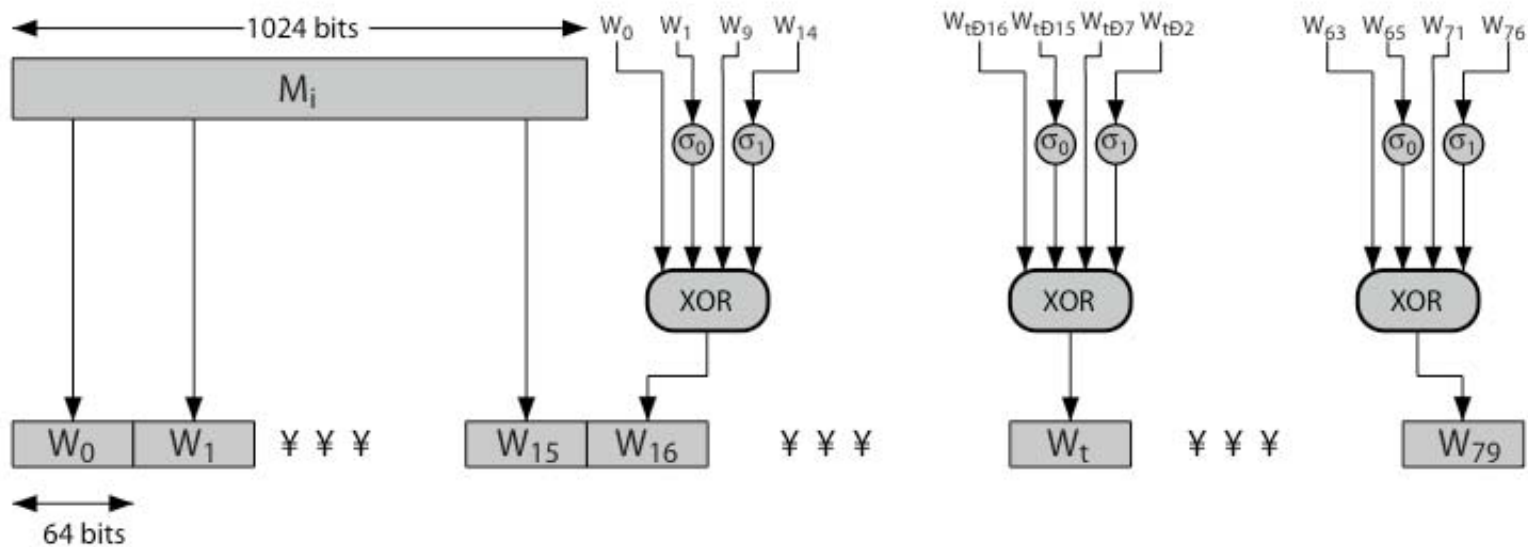 1024 bits
W₀ W₁ W₉ W₁₄
WₜÐ₁₆ WₜÐ₁₅ WₜÐ₇ WₜÐ₂
W₆₃ W₆₅ W₇₁ W₇₆
Mᵢ
σ₀ σ₁
σ₀ σ₁
σ₀ σ₁
XOR
XOR
XOR
W₀ W₁ ¥ ¥ ¥ W₁₅ W₁₆ ¥ ¥ ¥ Wₜ ¥ ¥ ¥ W₇₉
64 bits